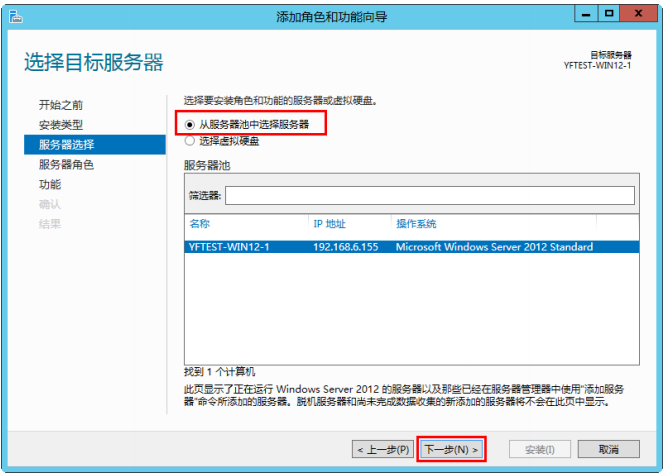 添加角色和功能向导
选择目标服务器
目标服务器
YFTEST-WIN12-1
开始之前
安装类型
服务器选择
服务器角色
功能
确认
结果
选择要安装角色和功能的服务器或虚拟硬盘。
从服务器池中选择服务器
选择虚拟硬盘
服务器池
筛选器:
名称 IP 地址 操作系统
YFTEST-WIN12-1 192.168.6.155 Microsoft Windows Server 2012 Standard
找到 1 个计算机
此页显示了正在运行 Windows Server 2012 的服务器以及那些已经在服务器管理器中使用"添加服务
器"命令所添加的服务器。脱机服务器和尚未完成数据收集的新添加的服务器将不会在此页中显示。
< 上一步(P) 下一步(N) > 安装(I) 取消